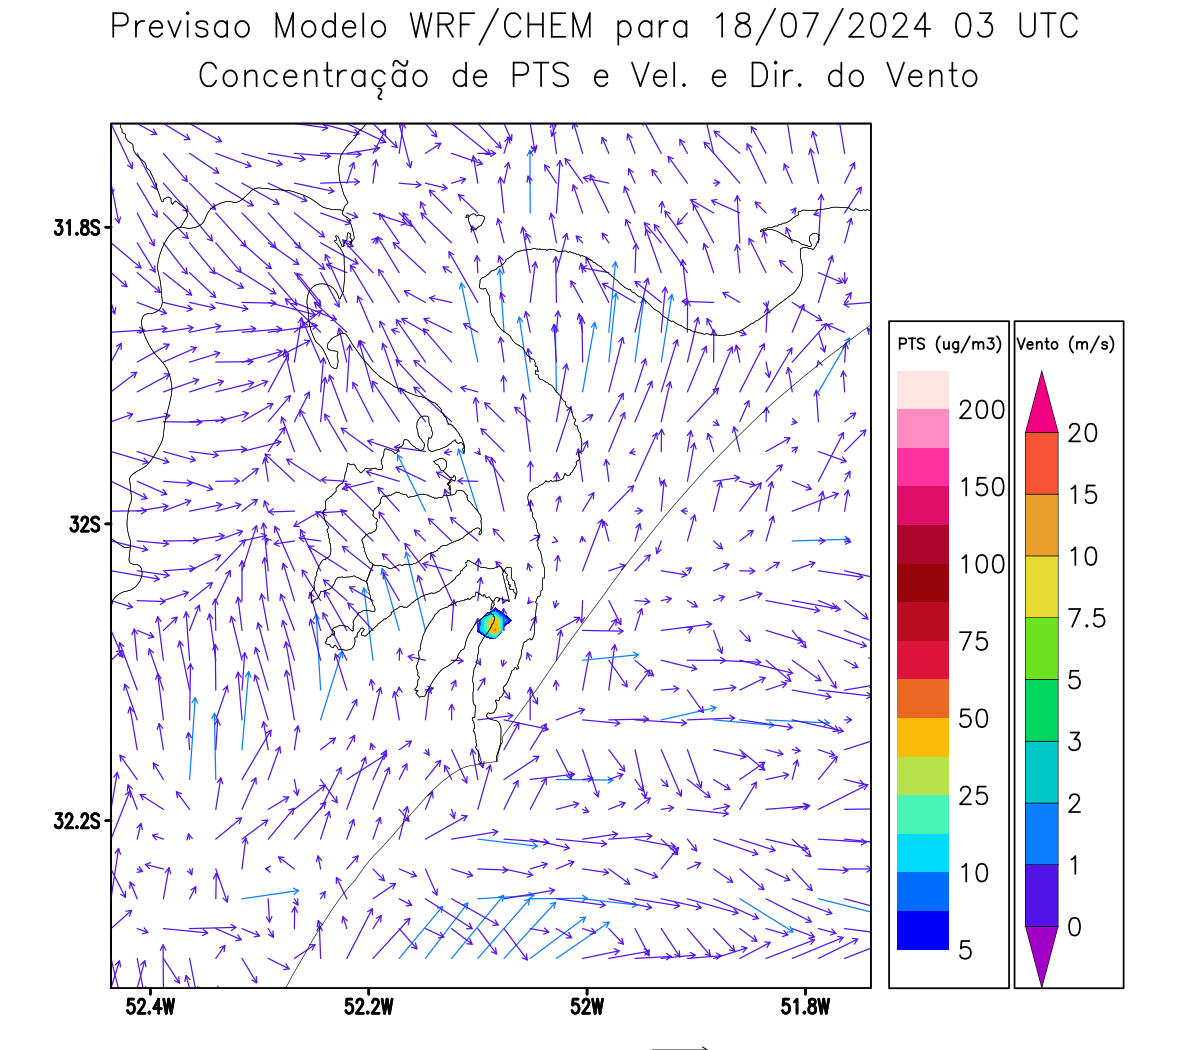 Previsao Modelo WRF/CHEM para 18/07/2024 03 UTC
Concentração de PTS e Vel. e Dir. do Vento
31.8S
32S
32.2S
52.4W
52.2W
52W
51.8W
PTS (ug/m3)
200
150
100
75
50
25
10
5
Vento (m/s)
20
15
10
7.5
5
3
2
1
0